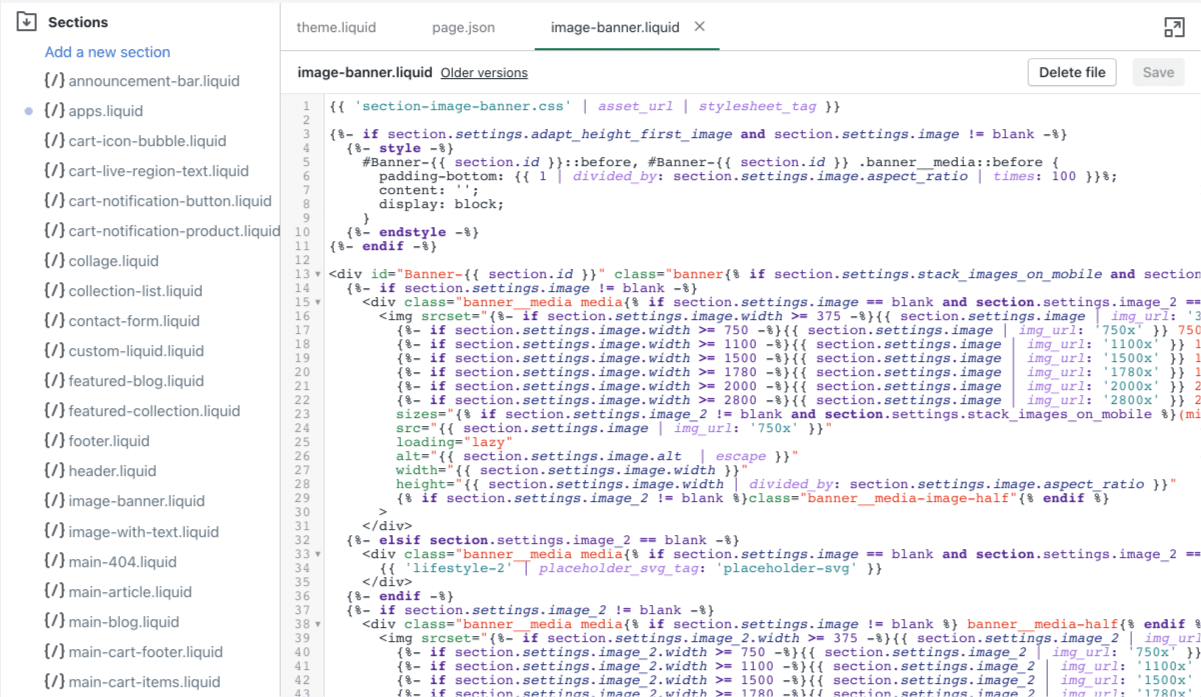 Sections
Add a new section
{/} announcement-bar.liquid
{/} apps.liquid
{/} cart-icon-bubble.liquid
{/} cart-live-region-text.liquid
{/} cart-notification-button.liquid
{/} cart-notification-product.liquid
{/} collage.liquid
{/} collection-list.liquid
{/} contact-form.liquid
{/} custom-liquid.liquid
{/} featured-blog.liquid
{/} featured-collection.liquid
{/} footer.liquid
{/} header.liquid
{/} image-banner.liquid
{/} image-with-text.liquid
{/} main-404.liquid
{/} main-article.liquid
{/} main-blog.liquid
{/} main-cart-footer.liquid
{/} main-cart-items.liquid
theme.liquid page.json image-banner.liquid ×
image-banner.liquid Older versions Delete file Save
1 {{ 'section-image-banner.css' | asset_url | stylesheet_tag }}
2
3 {%- if section.settings.adapt_height_first_image and section.settings.image != blank -%}
4 {%- style -%}
5 #Banner-{{ section.id }}::before, #Banner-{{ section.id }} .banner__media::before {
6 padding-bottom: {{ 1 | divided_by: section.settings.image.aspect_ratio | times: 100 }}%;
7 content: '';
8 display: block;
9 }
10 {%- endstyle -%}
11 {%- endif -%}
12
13 <div id="Banner-{{ section.id }}" class="banner{% if section.settings.stack_images_on_mobile and section
14 {%- if section.settings.image != blank -%}
15 <div class="banner__media media{% if section.settings.image == blank and section.settings.image_2 ==
16 <img srcset="{%- if section.settings.image.width >= 375 -%}{{ section.settings.image | img_url: '3
17 {%- if section.settings.image.width >= 750 -%}{{ section.settings.image | img_url: '750x' }} 750
18 {%- if section.settings.image.width >= 1100 -%}{{ section.settings.image | img_url: '1100x' }} 1
19 {%- if section.settings.image.width >= 1500 -%}{{ section.settings.image | img_url: '1500x' }} 1
20 {%- if section.settings.image.width >= 1780 -%}{{ section.settings.image | img_url: '1780x' }} 1
21 {%- if section.settings.image.width >= 2000 -%}{{ section.settings.image | img_url: '2000x' }} 2
22 {%- if section.settings.image.width >= 2800 -%}{{ section.settings.image | img_url: '2800x' }} 2
23 sizes="{% if section.settings.image_2 != blank and section.settings.stack_images_on_mobile %}(mi
24 src="{{ section.settings.image | img_url: '750x' }}"
25 loading="lazy"
26 alt="{{ section.settings.image.alt | escape }}"
27 width="{{ section.settings.image.width }}"
28 height="{{ section.settings.image.width | divided_by: section.settings.image.aspect_ratio }}"
29 {% if section.settings.image_2 != blank %}class="banner__media-image-half"{% endif %}
30 >
31 </div>
32 {%- elsif section.settings.image_2 == blank -%}
33 <div class="banner__media media{% if section.settings.image == blank and section.settings.image_2 ==
34 {{ 'lifestyle-2' | placeholder_svg_tag: 'placeholder-svg' }}
35 </div>
36 {%- endif -%}
37 {%- if section.settings.image_2 != blank -%}
38 <div class="banner__media media{% if section.settings.image != blank %} banner__media-half{% endif %
39 <img srcset="{%- if section.settings.image_2.width >= 375 -%}{{ section.settings.image_2 | img_url
40 {%- if section.settings.image_2.width >= 750 -%}{{ section.settings.image_2 | img_url: '750x' }}
41 {%- if section.settings.image_2.width >= 1100 -%}{{ section.settings.image_2 | img_url: '1100x'
42 {%- if section.settings.image_2.width >= 1500 -%}{{ section.settings.image_2 | img_url: '1500x'
43 {%- if section.settings.image_2.width >= 1780 -%}{{ section.settings.image_2 | img_url: '1780x'